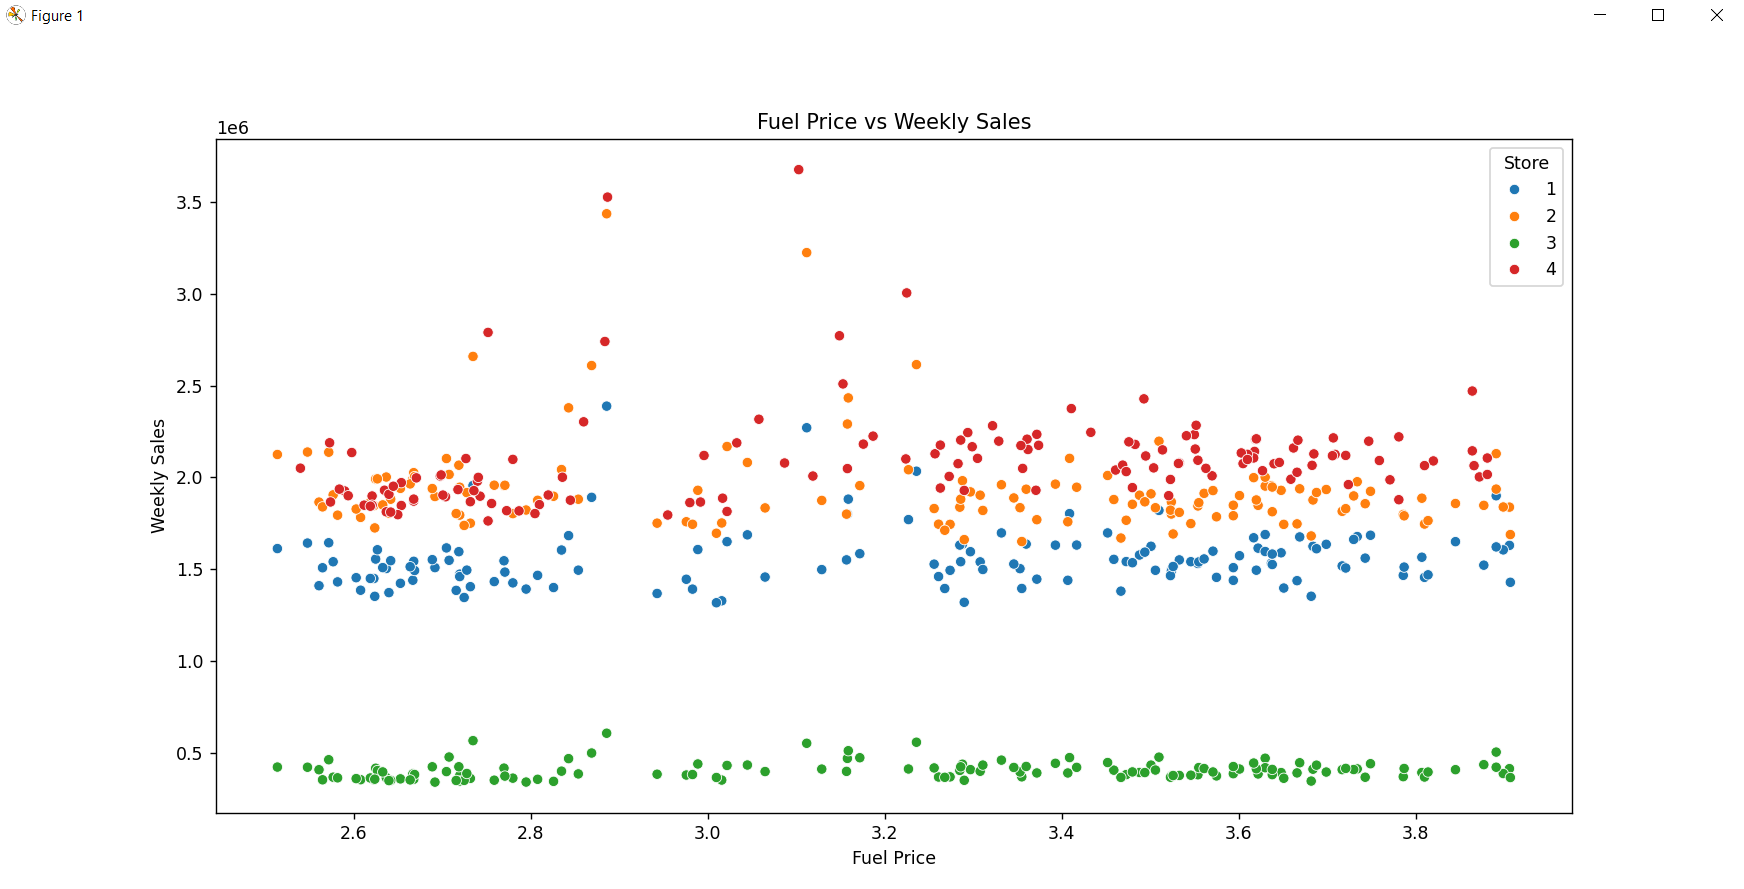 Figure 1
Fuel Price vs Weekly Sales
1e6
Store
1
2
3
4
3.5
3.0
2.5
2.0
1.5
1.0
0.5
Weekly Sales
2.6 2.8 3.0 3.2 3.4 3.6 3.8
Fuel Price